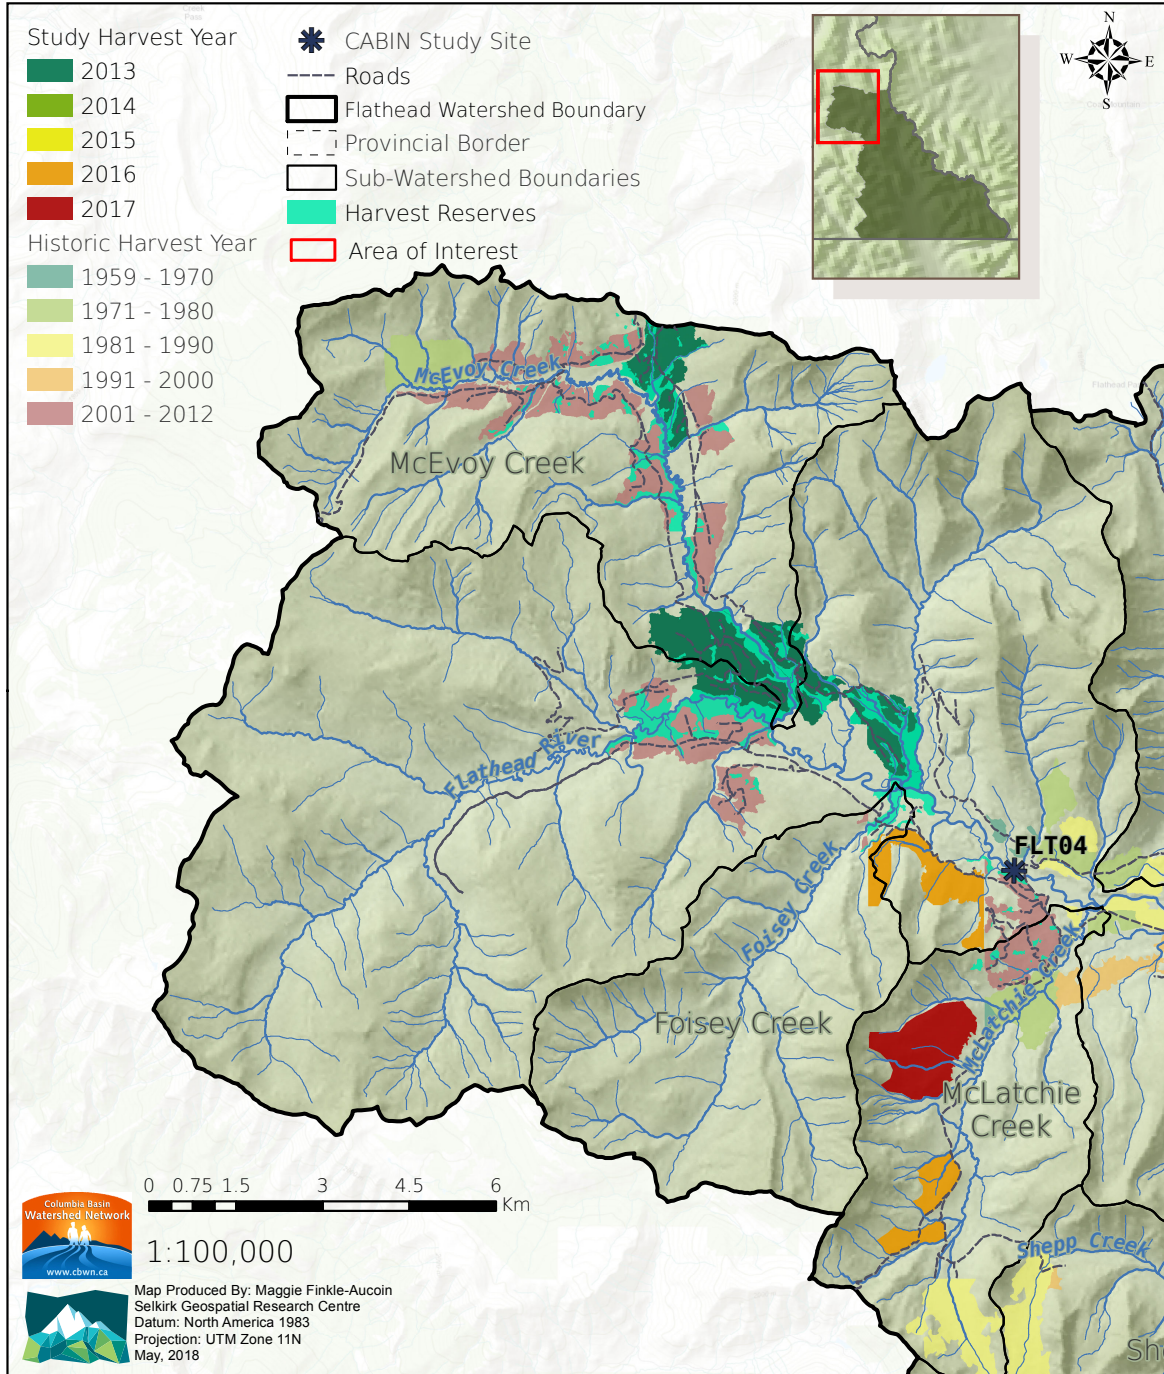 Study Harvest Year
2013
2014
2015
2016
2017
Historic Harvest Year
1959 - 1970
1971 - 1980
1981 - 1990
1991 - 2000
2001 - 2012
CABIN Study Site
Roads
Flathead Watershed Boundary
Provincial Border
Sub-Watershed Boundaries
Harvest Reserves
Area of Interest
N
W
E
S
McEvoy Creek
McEvoy Creek
Flathead River
FLT04
Foisey Creek
Foisey Creek
McLatchie Creek
McLatchie
Creek
Shepp Creek
She
0 0.75 1.5 3 4.5 6
Km
1:100,000
Columbia Basin
Watershed Network
www.cbwn.ca
Map Produced By: Maggie Finkle-Aucoin
Selkirk Geospatial Research Centre
Datum: North America 1983
Projection: UTM Zone 11N
May, 2018